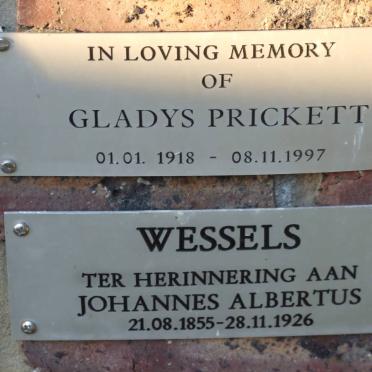 IN LOVING MEMORY
OF
GLADYS PRICKETT
01.01. 1918 - 08.11.1997
WESSELS
TER HERINNERING AAN
JOHANNES ALBERTUS
21.08.1855-28.11.1926